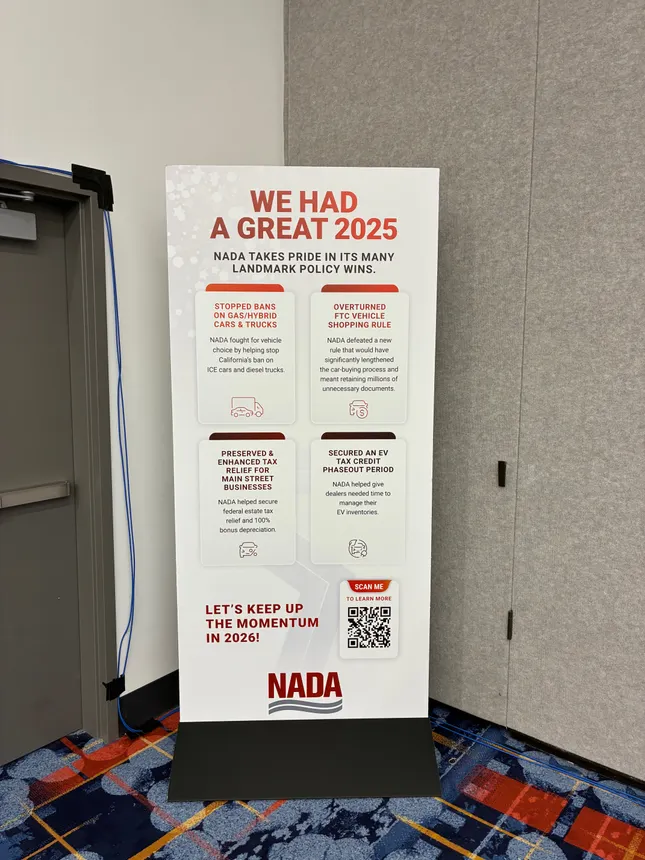 WE HAD
A GREAT 2025
NADA TAKES PRIDE IN ITS MANY
LANDMARK POLICY WINS.
STOPPED BANS
ON GAS/HYBRID
CARS & TRUCKS
NADA fought for vehicle
choice by helping stop
California's ban on
ICE cars and diesel trucks.
OVERTURNED
FTC VEHICLE
SHOPPING RULE
NADA defeated a new
rule that would have
significantly lengthened
the car-buying process and
meant retaining millions of
unnecessary documents.
PRESERVED &
ENHANCED TAX
RELIEF FOR
MAIN STREET
BUSINESSES
NADA helped secure
federal estate tax
relief and 100%
bonus depreciation.
SECURED AN EV
TAX CREDIT
PHASEOUT PERIOD
NADA helped give
dealers needed time to
manage their
EV inventories.
LET'S KEEP UP
THE MOMENTUM
IN 2026!
SCAN ME
TO LEARN MORE
NADA